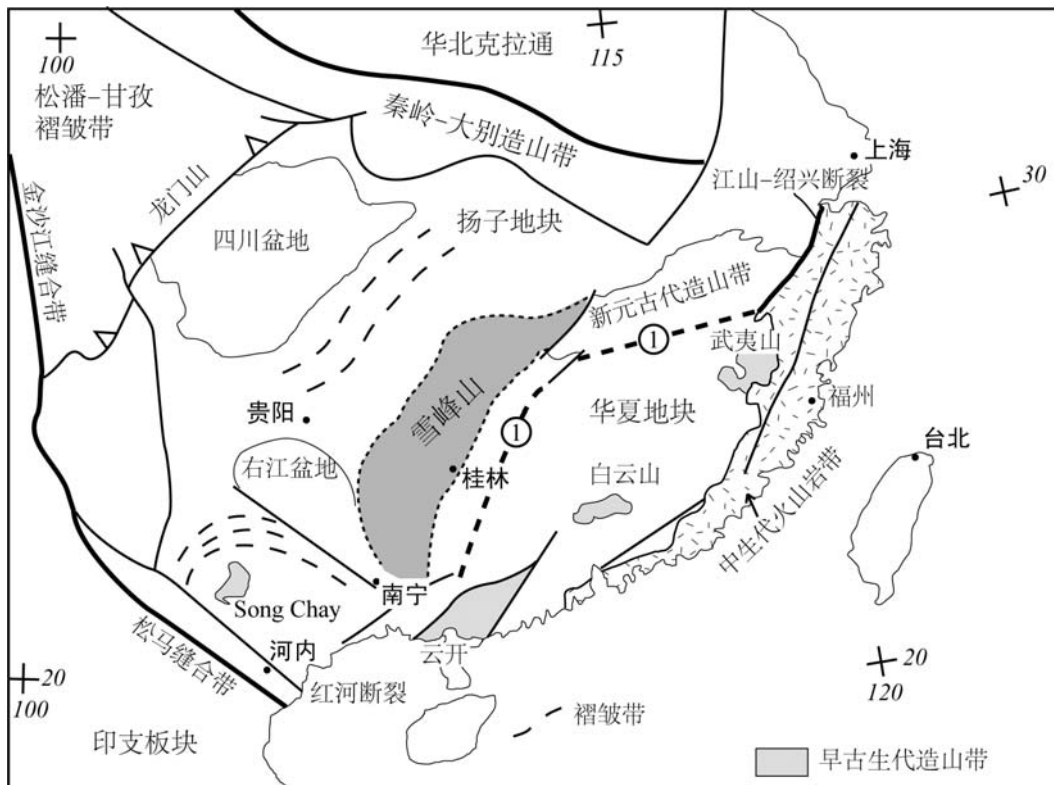 华北克拉通
100
115
松潘-甘孜
褶皱带
秦岭-大别造山带
上海
江山-绍兴断裂
30
龙门山
金沙江缝合带
四川盆地
扬子地块
新元古代造山带
①
武夷山
雪峰山
①
华夏地块
福州
贵阳
右江盆地
桂林
白云山
台北
中生代火山岩带
南宁
Song Chay
松马缝合带
河内
云开
红河断裂
20
100
20
120
印支板块
褶皱带
早古生代造山带